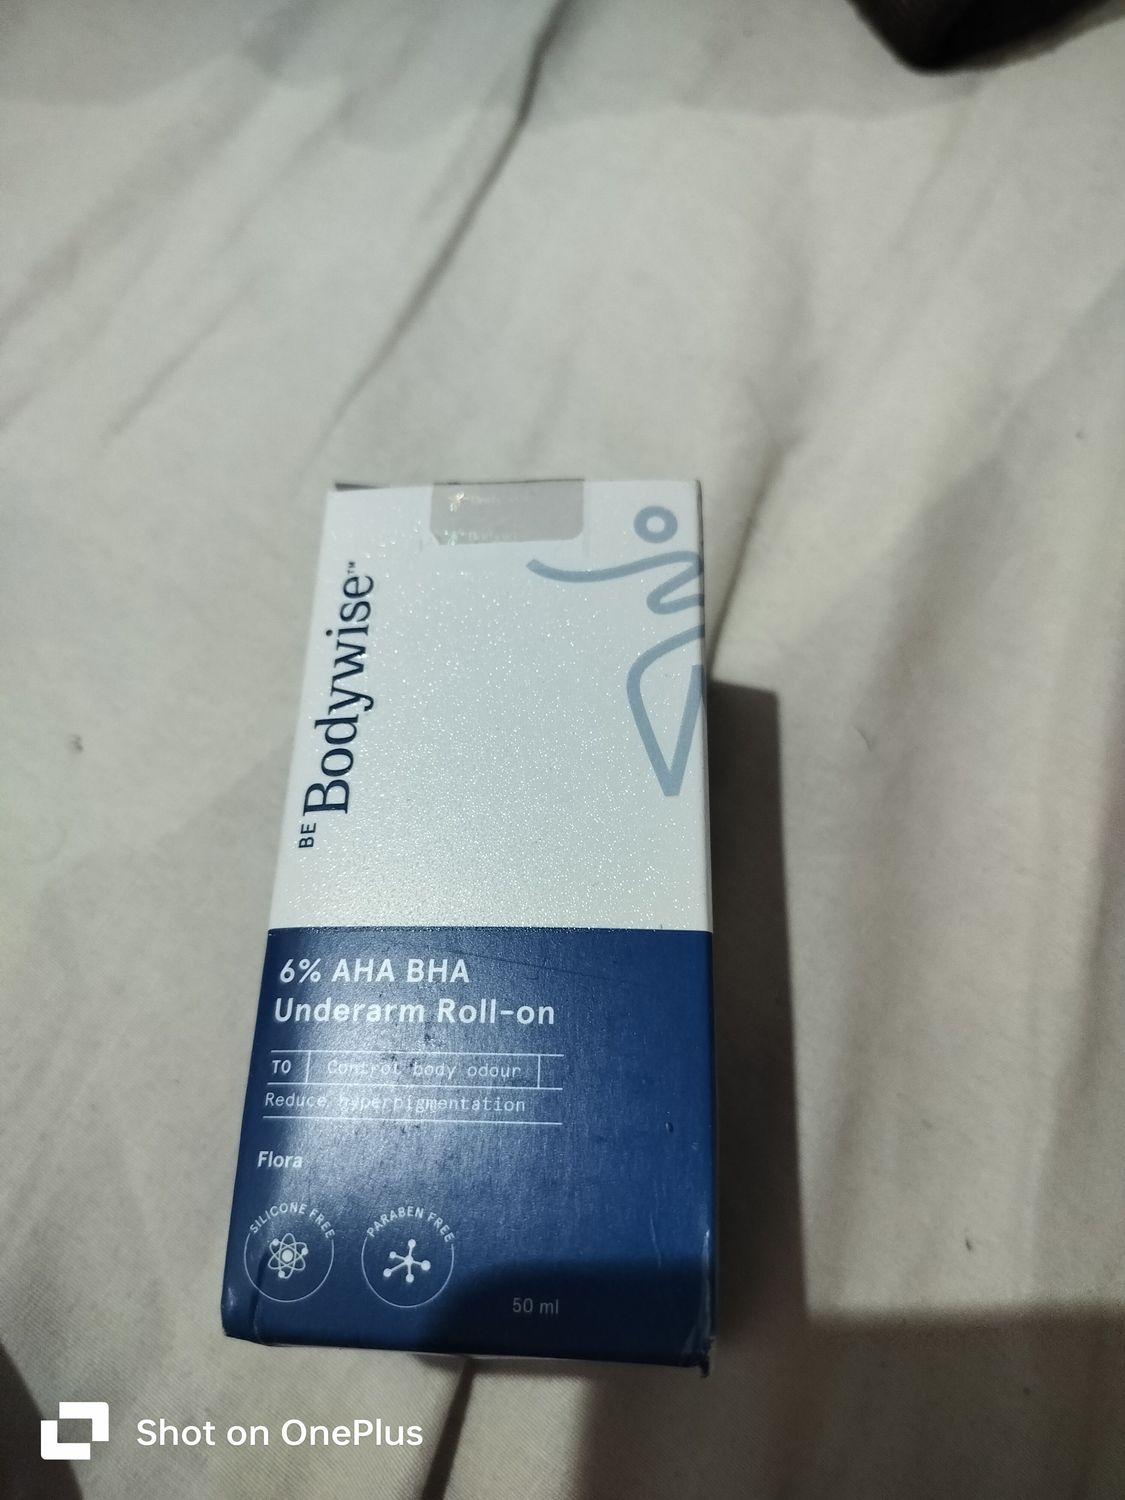 BE Bodywise™
6% AHA BHA
Underarm Roll-on
TO Control body odour
Reduce hyperpigmentation
Flora
SILICONE FREE
PARABEN FREE
50 ml
Shot on OnePlus